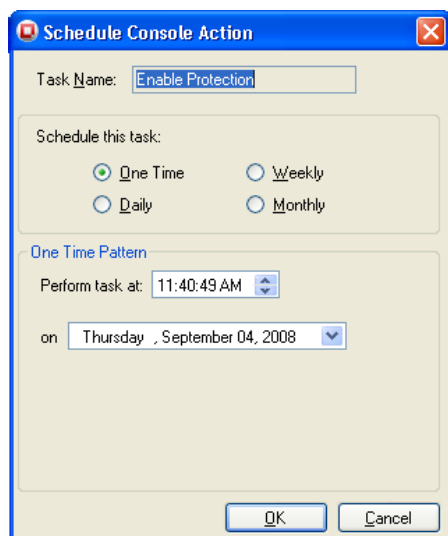 Schedule Console Action
Task Name: Enable Protection
Schedule this task:
One Time Weekly
Daily Monthly
One Time Pattern
Perform task at: 11:40:49 AM
on Thursday , September 04, 2008
OK Cancel